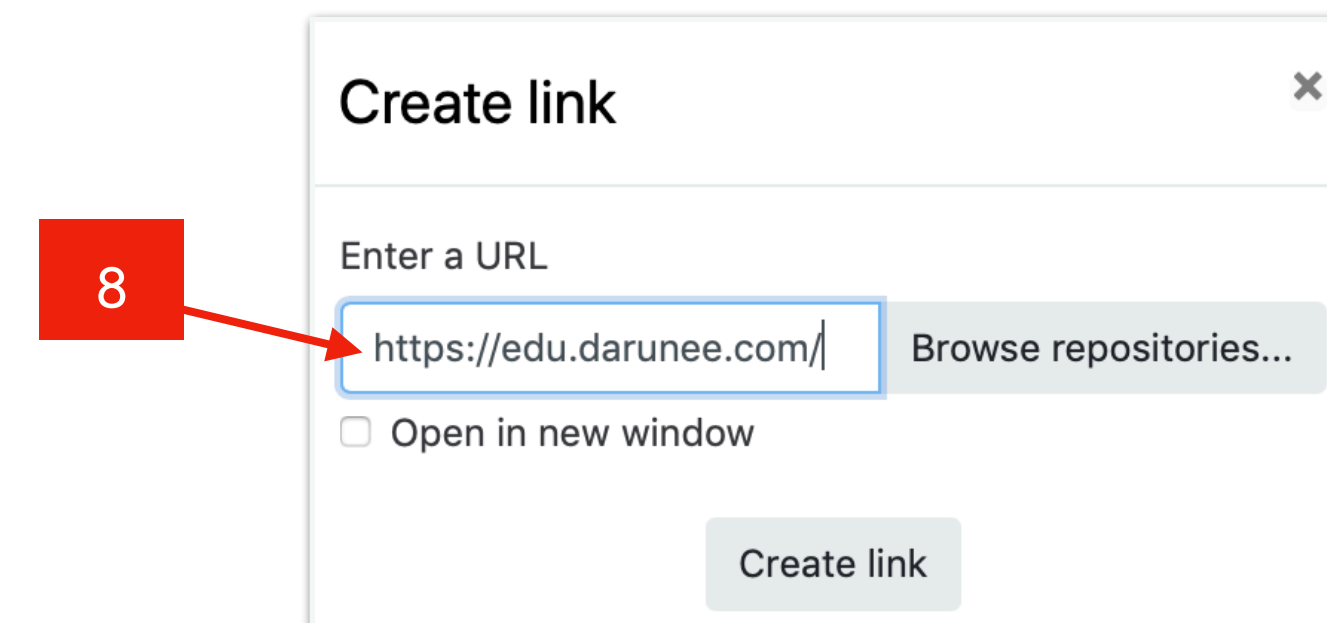 Create link
8
Enter a URL
https://edu.darunee.com/
Browse repositories...
Open in new window
Create link